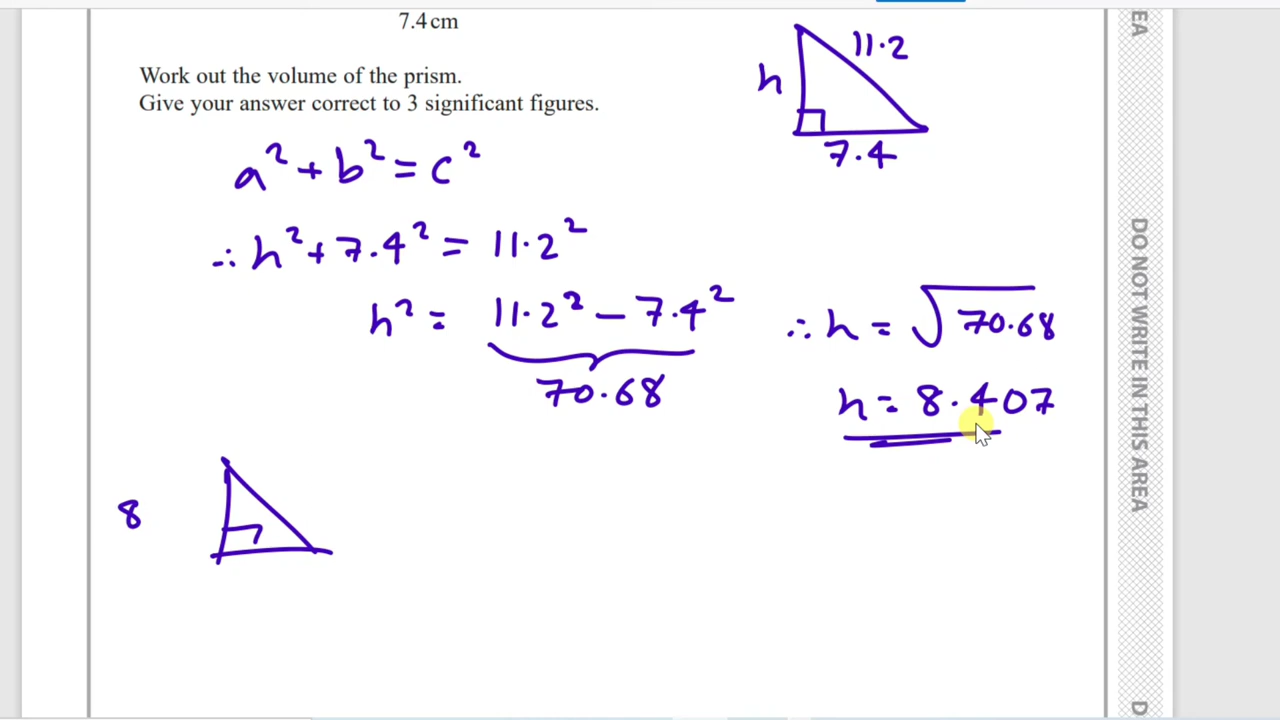 7.4 cm
Work out the volume of the prism.
Give your answer correct to 3 significant figures.
11.2
h
7.4
a² + b² = c²
∴ h² + 7.4² = 11.2²
h² = 11.2² − 7.4²
70.68
∴ h = √70.68
h = 8.407
8
EA
DO NOT WRITE IN THIS AREA
D